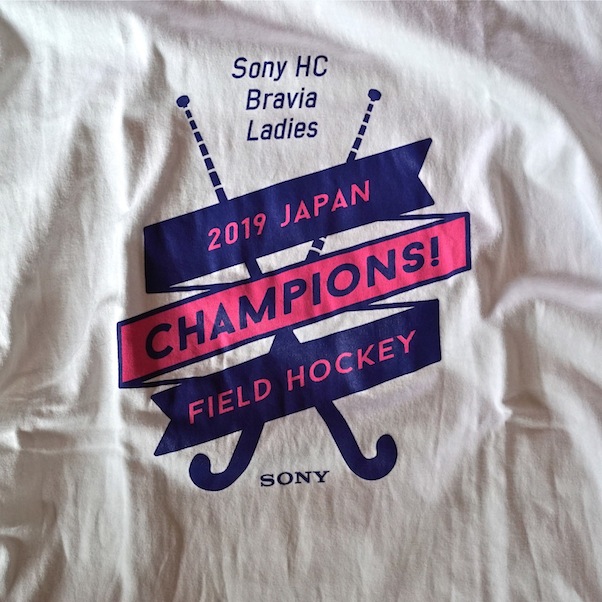 Sony HC
Bravia
Ladies
2019 JAPAN
CHAMPIONS!
FIELD HOCKEY
SONY